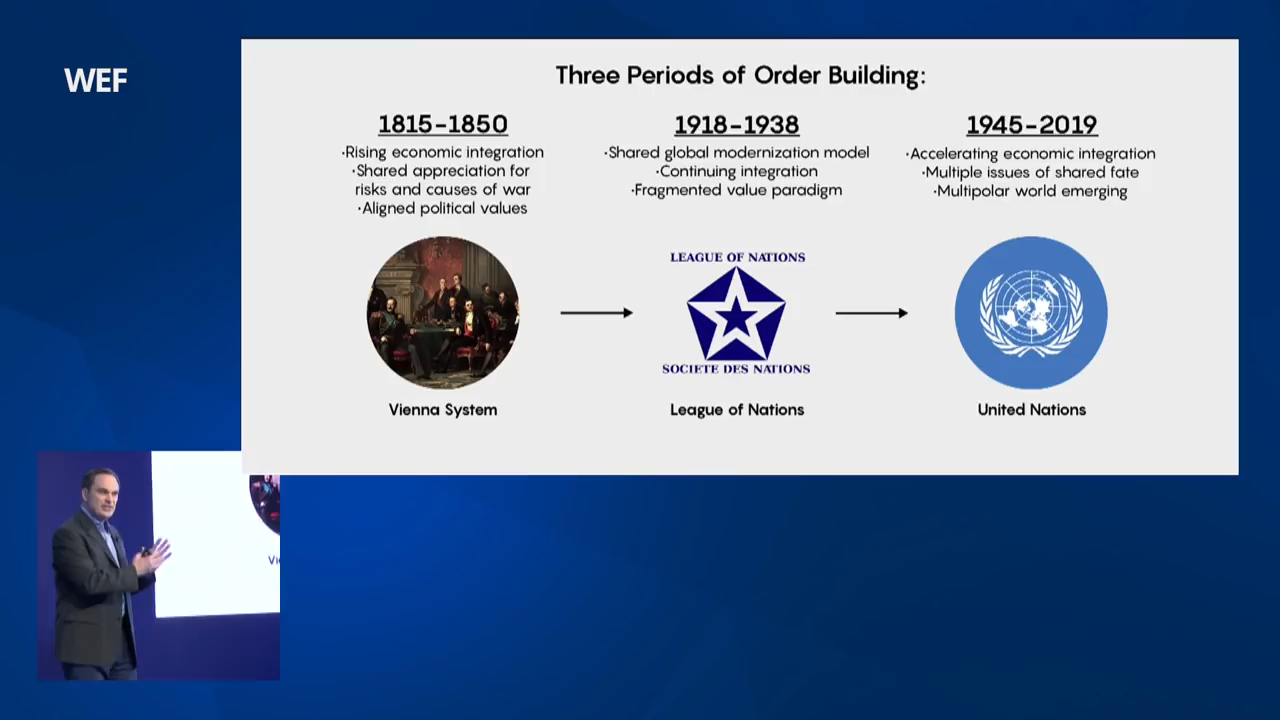 WEF
Three Periods of Order Building:
1815-1850
·Rising economic integration
·Shared appreciation for
risks and causes of war
·Aligned political values
Vienna System
1918-1938
·Shared global modernization model
·Continuing integration
·Fragmented value paradigm
LEAGUE OF NATIONS
SOCIETE DES NATIONS
League of Nations
1945-2019
·Accelerating economic integration
·Multiple issues of shared fate
·Multipolar world emerging
United Nations